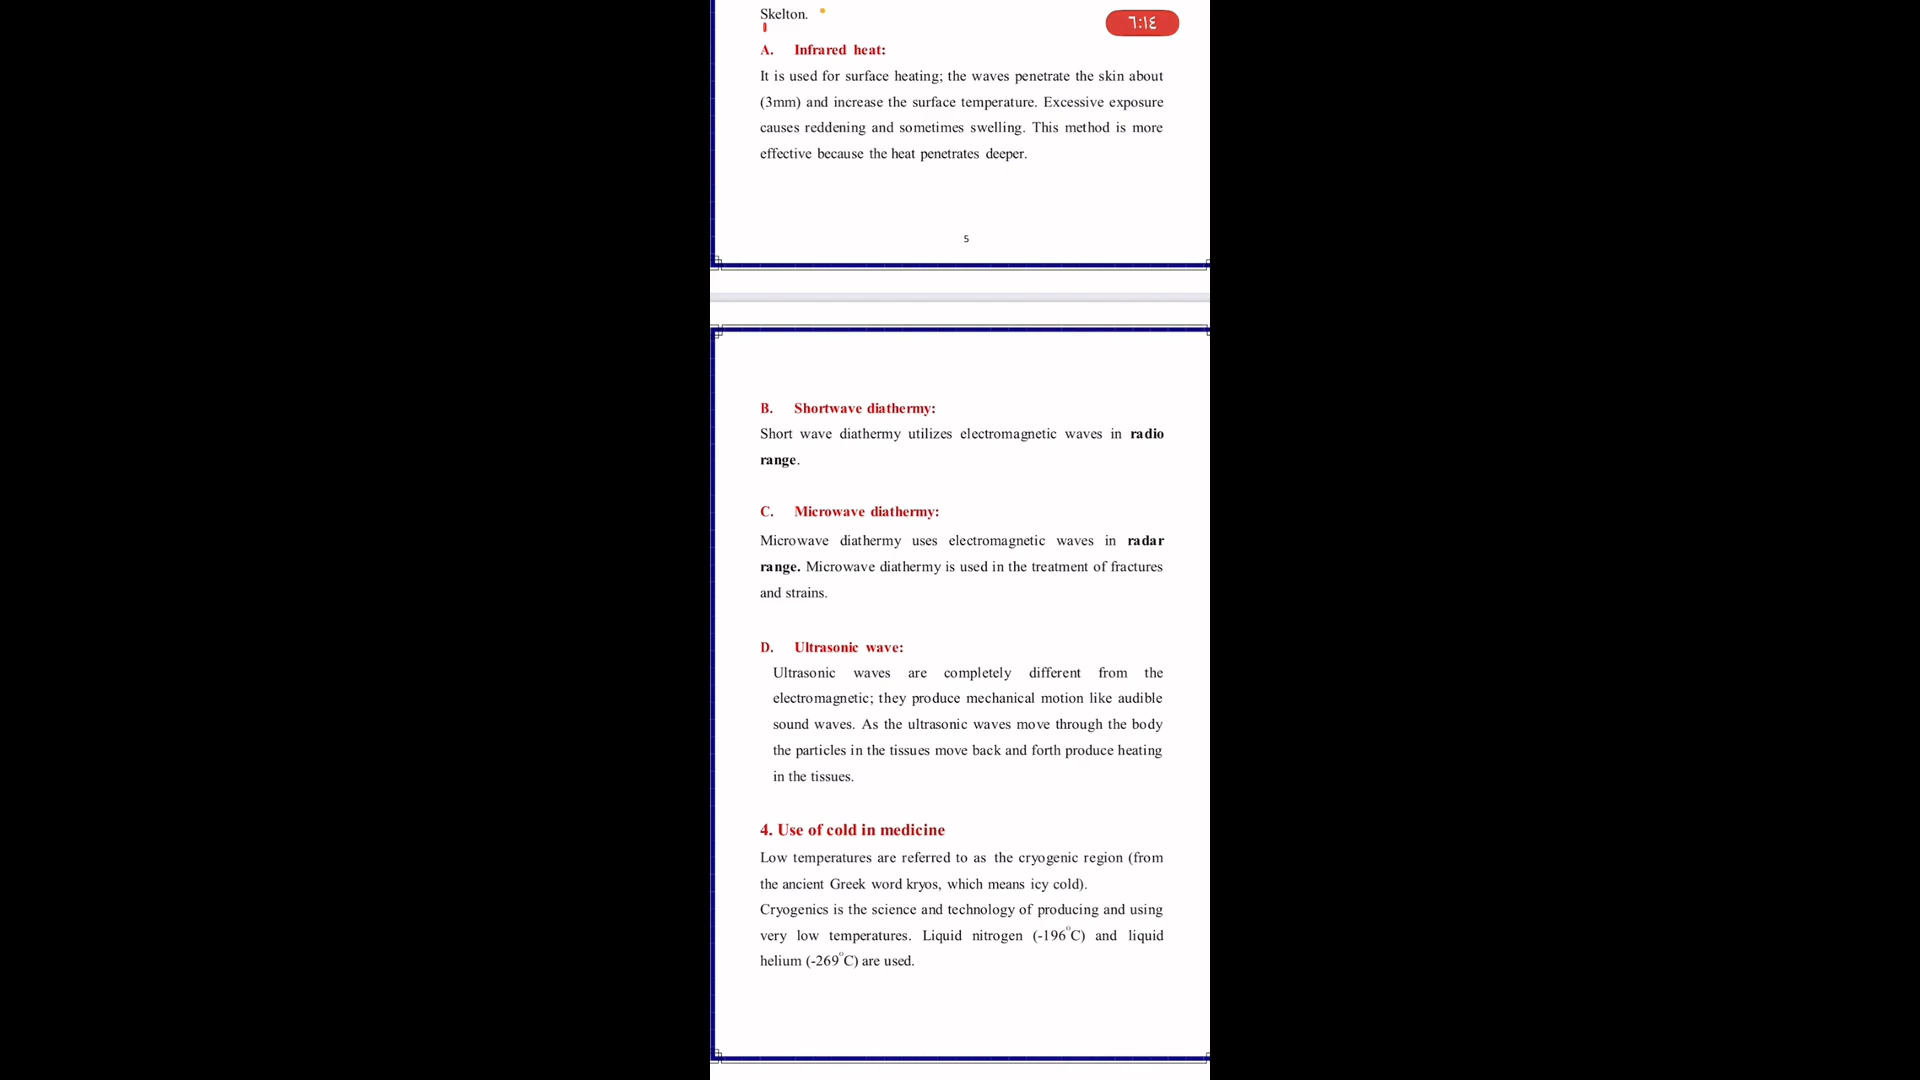 Skelton.
٦:١٤
A. Infrared heat:
It is used for surface heating; the waves penetrate the skin about
(3mm) and increase the surface temperature. Excessive exposure
causes reddening and sometimes swelling. This method is more
effective because the heat penetrates deeper.
5
B. Shortwave diathermy:
Short wave diathermy utilizes electromagnetic waves in radio
range.
C. Microwave diathermy:
Microwave diathermy uses electromagnetic waves in radar
range. Microwave diathermy is used in the treatment of fractures
and strains.
D. Ultrasonic wave:
Ultrasonic waves are completely different from the
electromagnetic; they produce mechanical motion like audible
sound waves. As the ultrasonic waves move through the body
the particles in the tissues move back and forth produce heating
in the tissues.
4. Use of cold in medicine
Low temperatures are referred to as the cryogenic region (from
the ancient Greek word kryos, which means icy cold).
Cryogenics is the science and technology of producing and using
very low temperatures. Liquid nitrogen (-196°C) and liquid
helium (-269°C) are used.